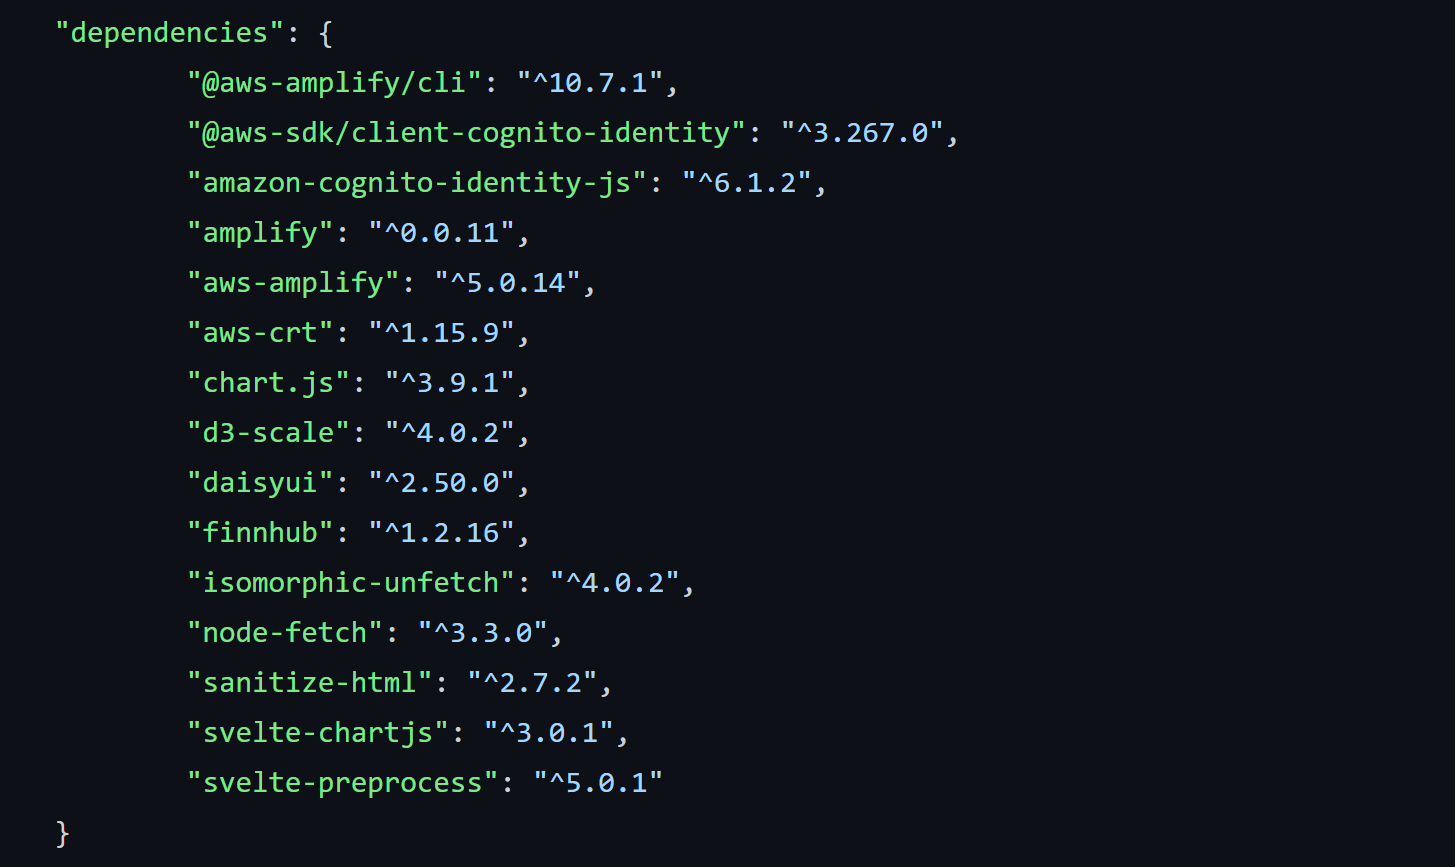 "dependencies": {
"@aws-amplify/cli": "^10.7.1",
"@aws-sdk/client-cognito-identity": "^3.267.0",
"amazon-cognito-identity-js": "^6.1.2",
"amplify": "^0.0.11",
"aws-amplify": "^5.0.14",
"aws-crt": "^1.15.9",
"chart.js": "^3.9.1",
"d3-scale": "^4.0.2",
"daisyui": "^2.50.0",
"finnhub": "^1.2.16",
"isomorphic-unfetch": "^4.0.2",
"node-fetch": "^3.3.0",
"sanitize-html": "^2.7.2",
"svelte-chartjs": "^3.0.1",
"svelte-preprocess": "^5.0.1"
}